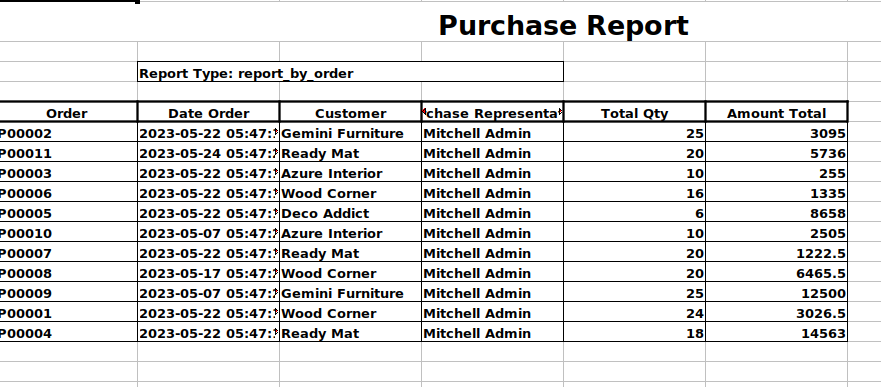 Purchase Report
Report Type: report_by_order
Order Date Order Customer chase Representa Total Qty Amount Total
P00002 2023-05-22 05:47: Gemini Furniture Mitchell Admin 25 3095
P00011 2023-05-24 05:47: Ready Mat Mitchell Admin 20 5736
P00003 2023-05-22 05:47: Azure Interior Mitchell Admin 10 255
P00006 2023-05-22 05:47: Wood Corner Mitchell Admin 16 1335
P00005 2023-05-22 05:47: Deco Addict Mitchell Admin 6 8658
P00010 2023-05-07 05:47: Azure Interior Mitchell Admin 10 2505
P00007 2023-05-22 05:47: Ready Mat Mitchell Admin 20 1222.5
P00008 2023-05-17 05:47: Wood Corner Mitchell Admin 20 6465.5
P00009 2023-05-07 05:47: Gemini Furniture Mitchell Admin 25 12500
P00001 2023-05-22 05:47: Wood Corner Mitchell Admin 24 3026.5
P00004 2023-05-22 05:47: Ready Mat Mitchell Admin 18 14563